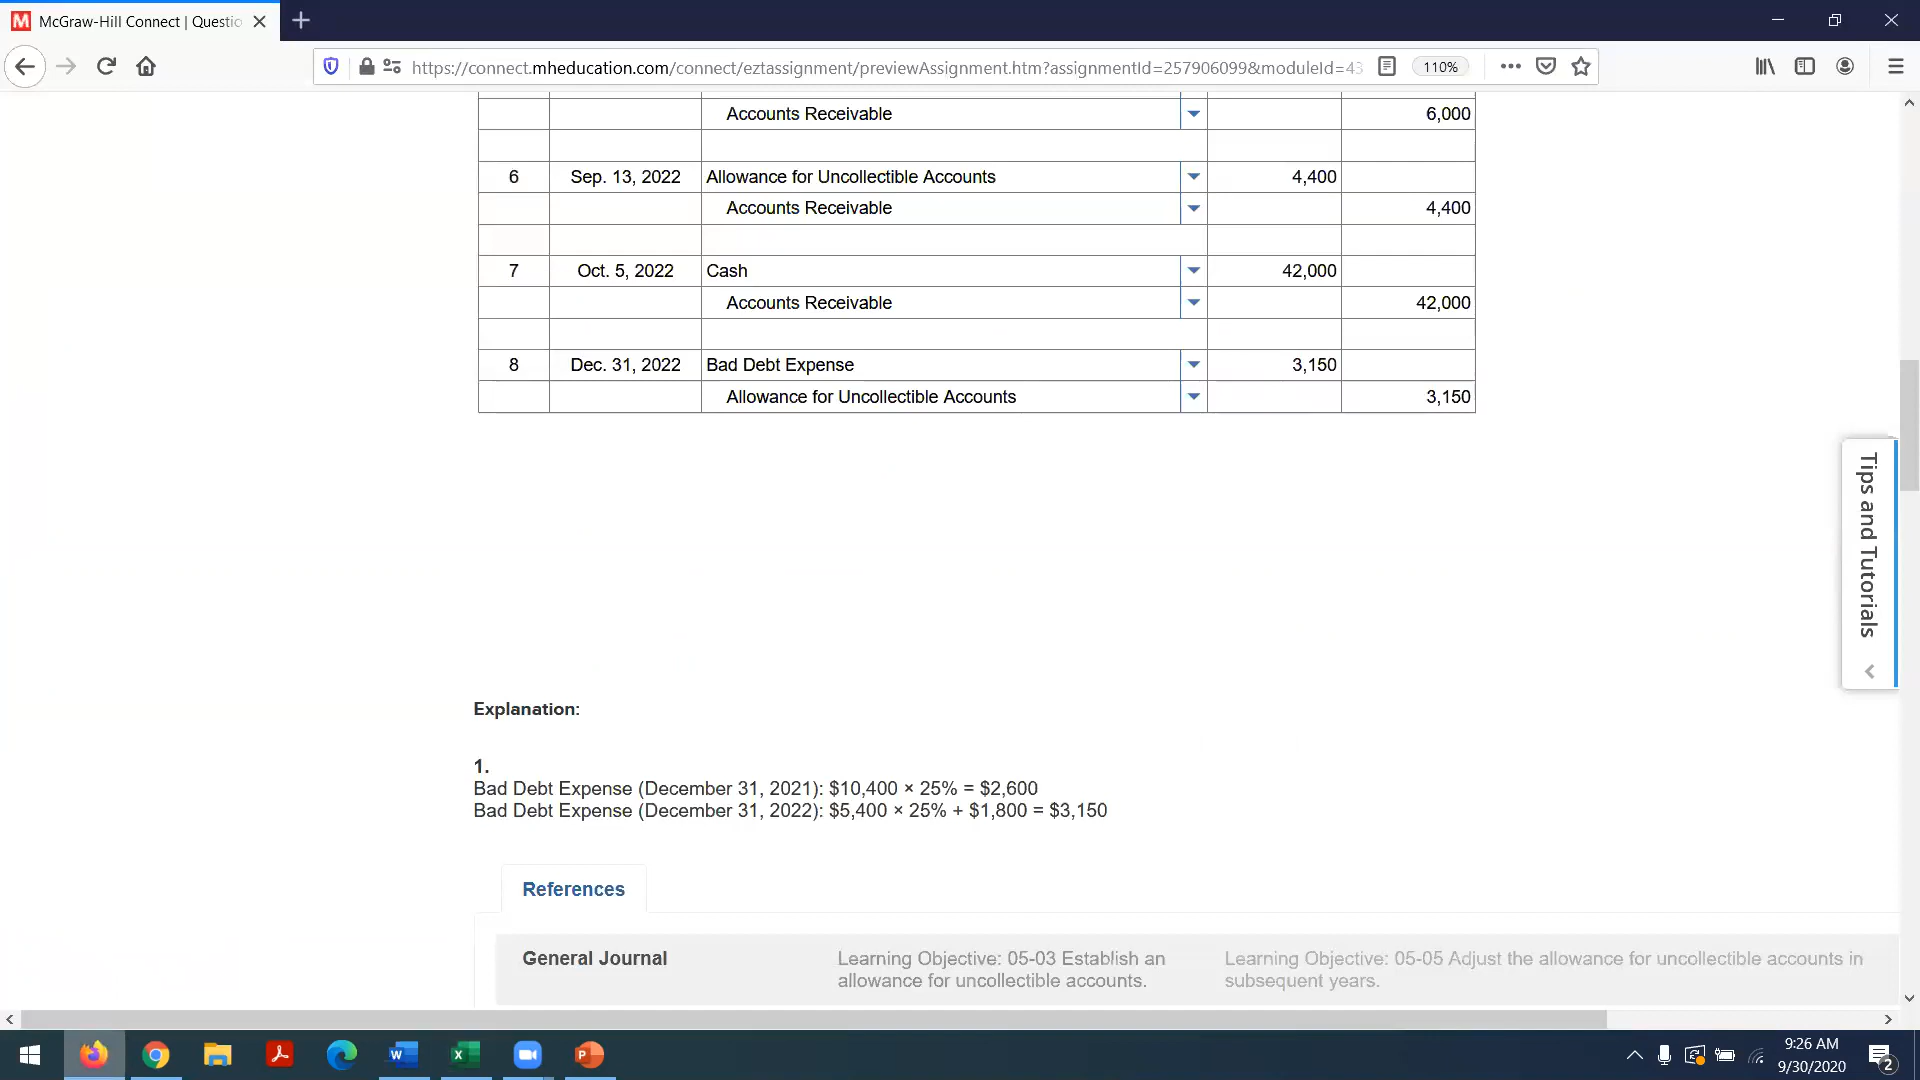 McGraw-Hill Connect | Questio
https://connect.mheducation.com/connect/eztassignment/previewAssignment.htm?assignmentId=257906099&moduleId=43
110%
Accounts Receivable 6,000
6 Sep. 13, 2022 Allowance for Uncollectible Accounts 4,400
Accounts Receivable 4,400
7 Oct. 5, 2022 Cash 42,000
Accounts Receivable 42,000
8 Dec. 31, 2022 Bad Debt Expense 3,150
Allowance for Uncollectible Accounts 3,150
Tips and Tutorials
Explanation:
1.
Bad Debt Expense (December 31, 2021): $10,400 × 25% = $2,600
Bad Debt Expense (December 31, 2022): $5,400 × 25% + $1,800 = $3,150
References
General Journal
Learning Objective: 05-03 Establish an
allowance for uncollectible accounts.
Learning Objective: 05-05 Adjust the allowance for uncollectible accounts in
subsequent years.
9:26 AM
9/30/2020
2